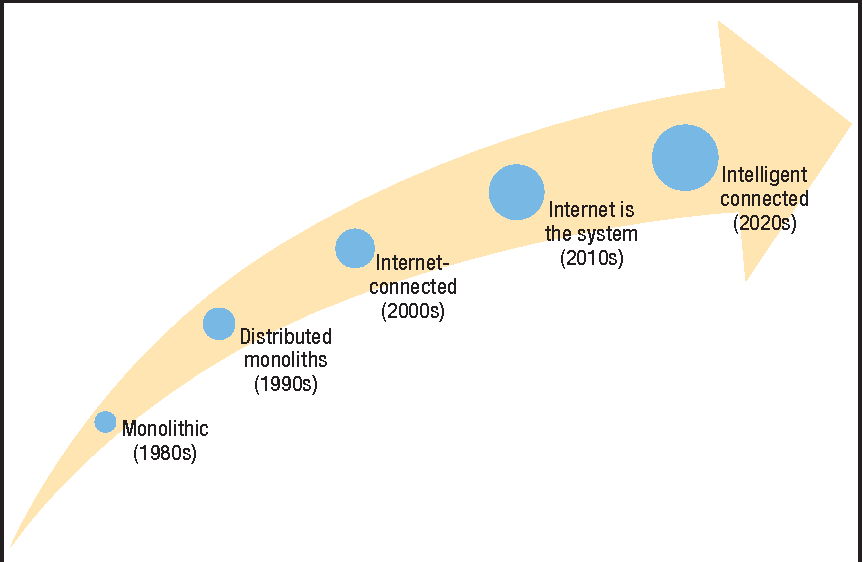 Monolithic
(1980s)
Distributed
monoliths
(1990s)
Internet-
connected
(2000s)
Internet is
the system
(2010s)
Intelligent
connected
(2020s)